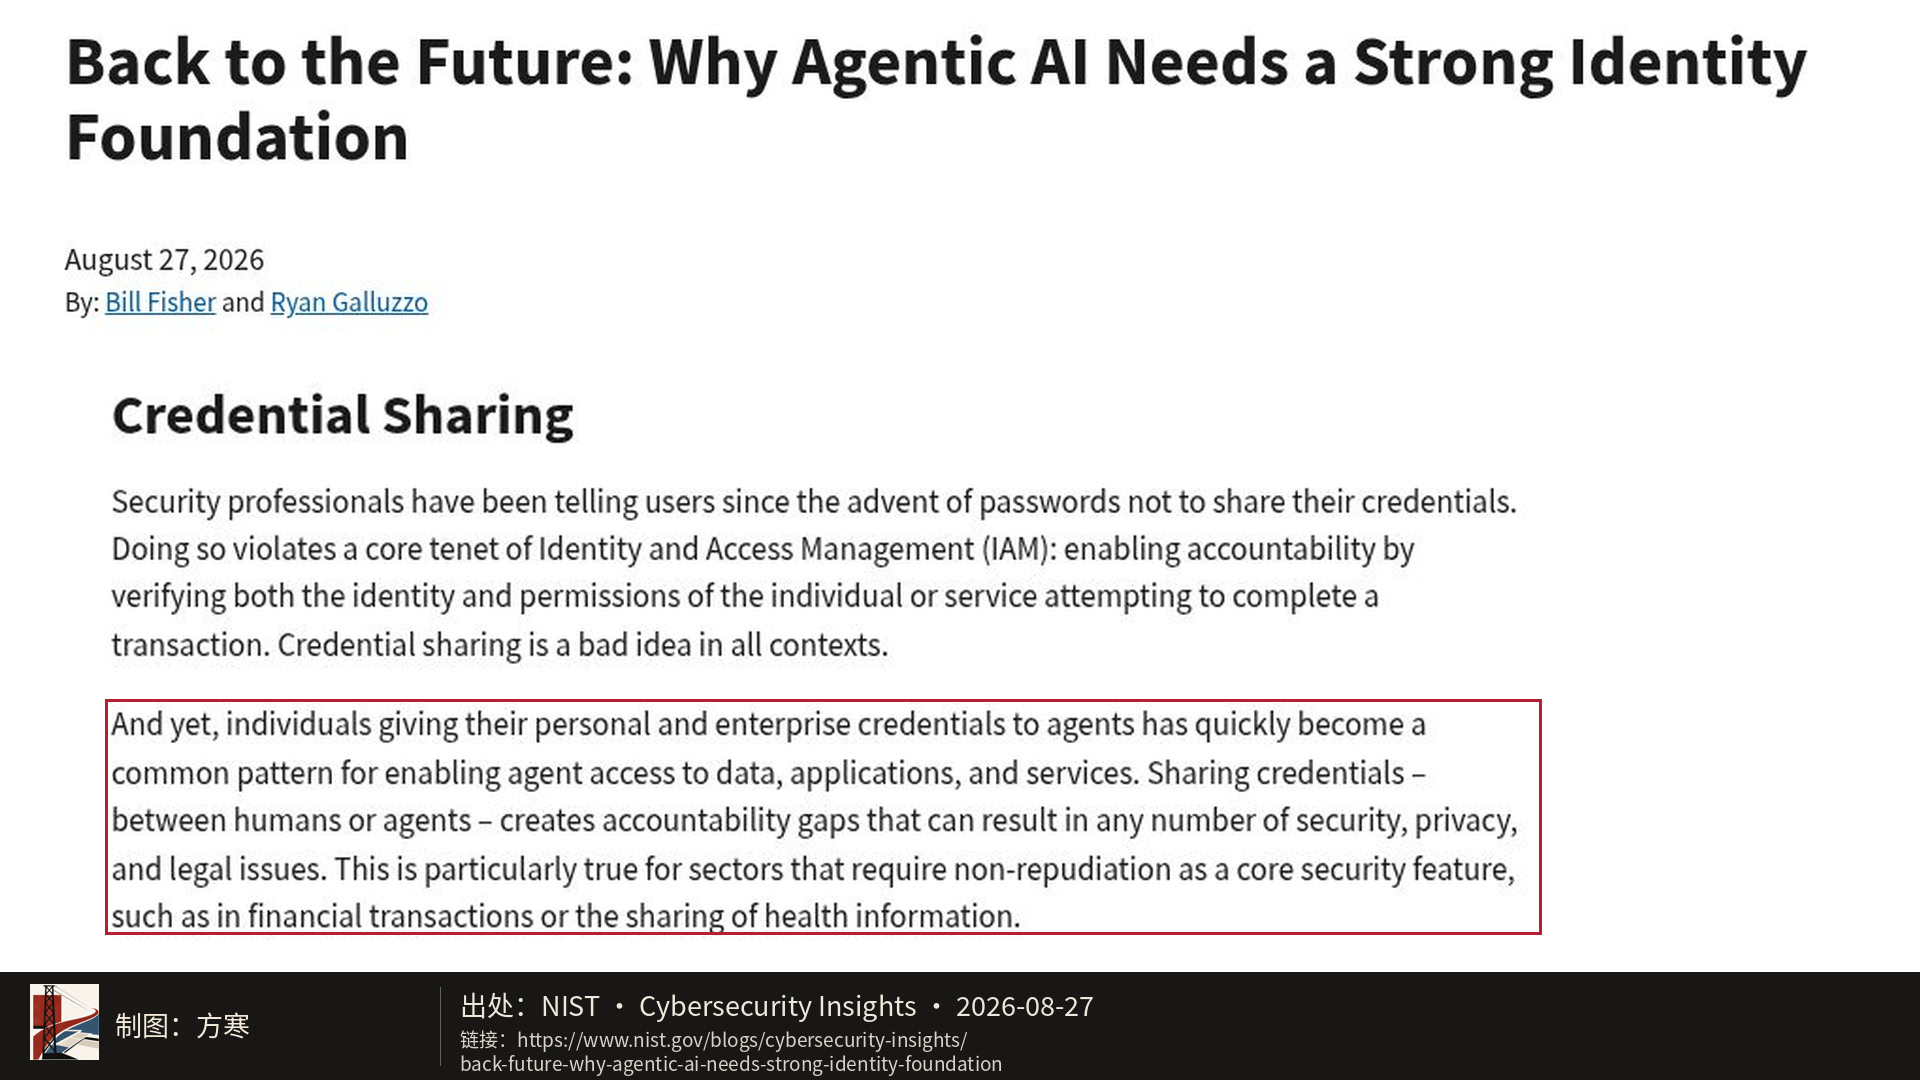 Back to the Future: Why Agentic AI Needs a Strong Identity
Foundation
August 27, 2026
By: Bill Fisher and Ryan Galluzzo
Credential Sharing
Security professionals have been telling users since the advent of passwords not to share their credentials.
Doing so violates a core tenet of Identity and Access Management (IAM): enabling accountability by
verifying both the identity and permissions of the individual or service attempting to complete a
transaction. Credential sharing is a bad idea in all contexts.
And yet, individuals giving their personal and enterprise credentials to agents has quickly become a
common pattern for enabling agent access to data, applications, and services. Sharing credentials –
between humans or agents – creates accountability gaps that can result in any number of security, privacy,
and legal issues. This is particularly true for sectors that require non-repudiation as a core security feature,
such as in financial transactions or the sharing of health information.
制图：方寒
出处：NIST · Cybersecurity Insights · 2026-08-27
链接：https://www.nist.gov/blogs/cybersecurity-insights/
back-future-why-agentic-ai-needs-strong-identity-foundation